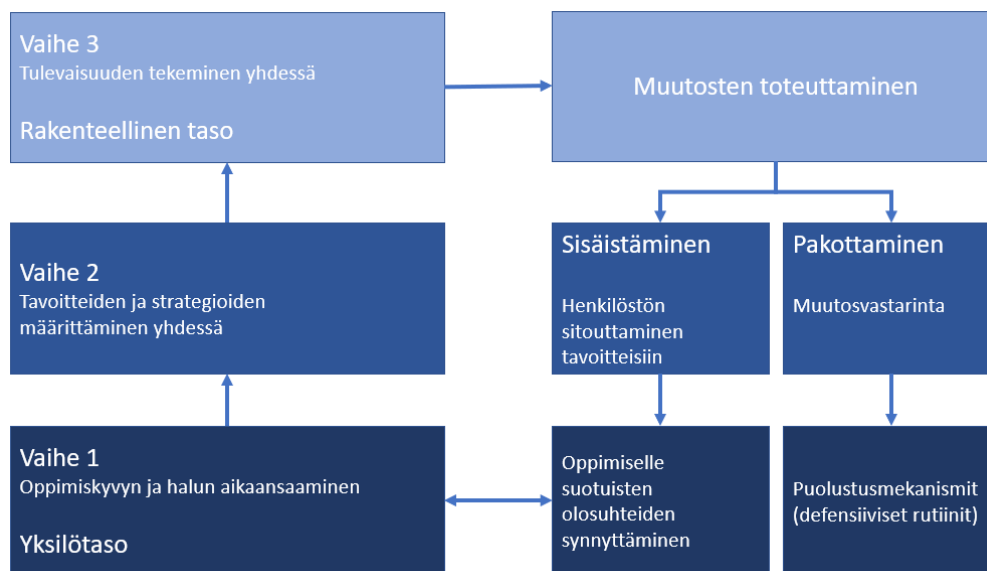 Vaihe 3
Tulevaisuuden tekeminen yhdessä
Rakenteellinen taso
Muutosten toteuttaminen
Vaihe 2
Tavoitteiden ja strategioiden
määrittäminen yhdessä
Sisäistäminen
Henkilöstön
sitouttaminen
tavoitteisiin
Pakottaminen
Muutosvastarinta
Vaihe 1
Oppimiskyvyn ja halun aikaansaaminen
Yksilötaso
Oppimiselle
suotuisten
olosuhteiden
synnyttäminen
Puolustusmekanismit
(defensiiviset rutiinit)